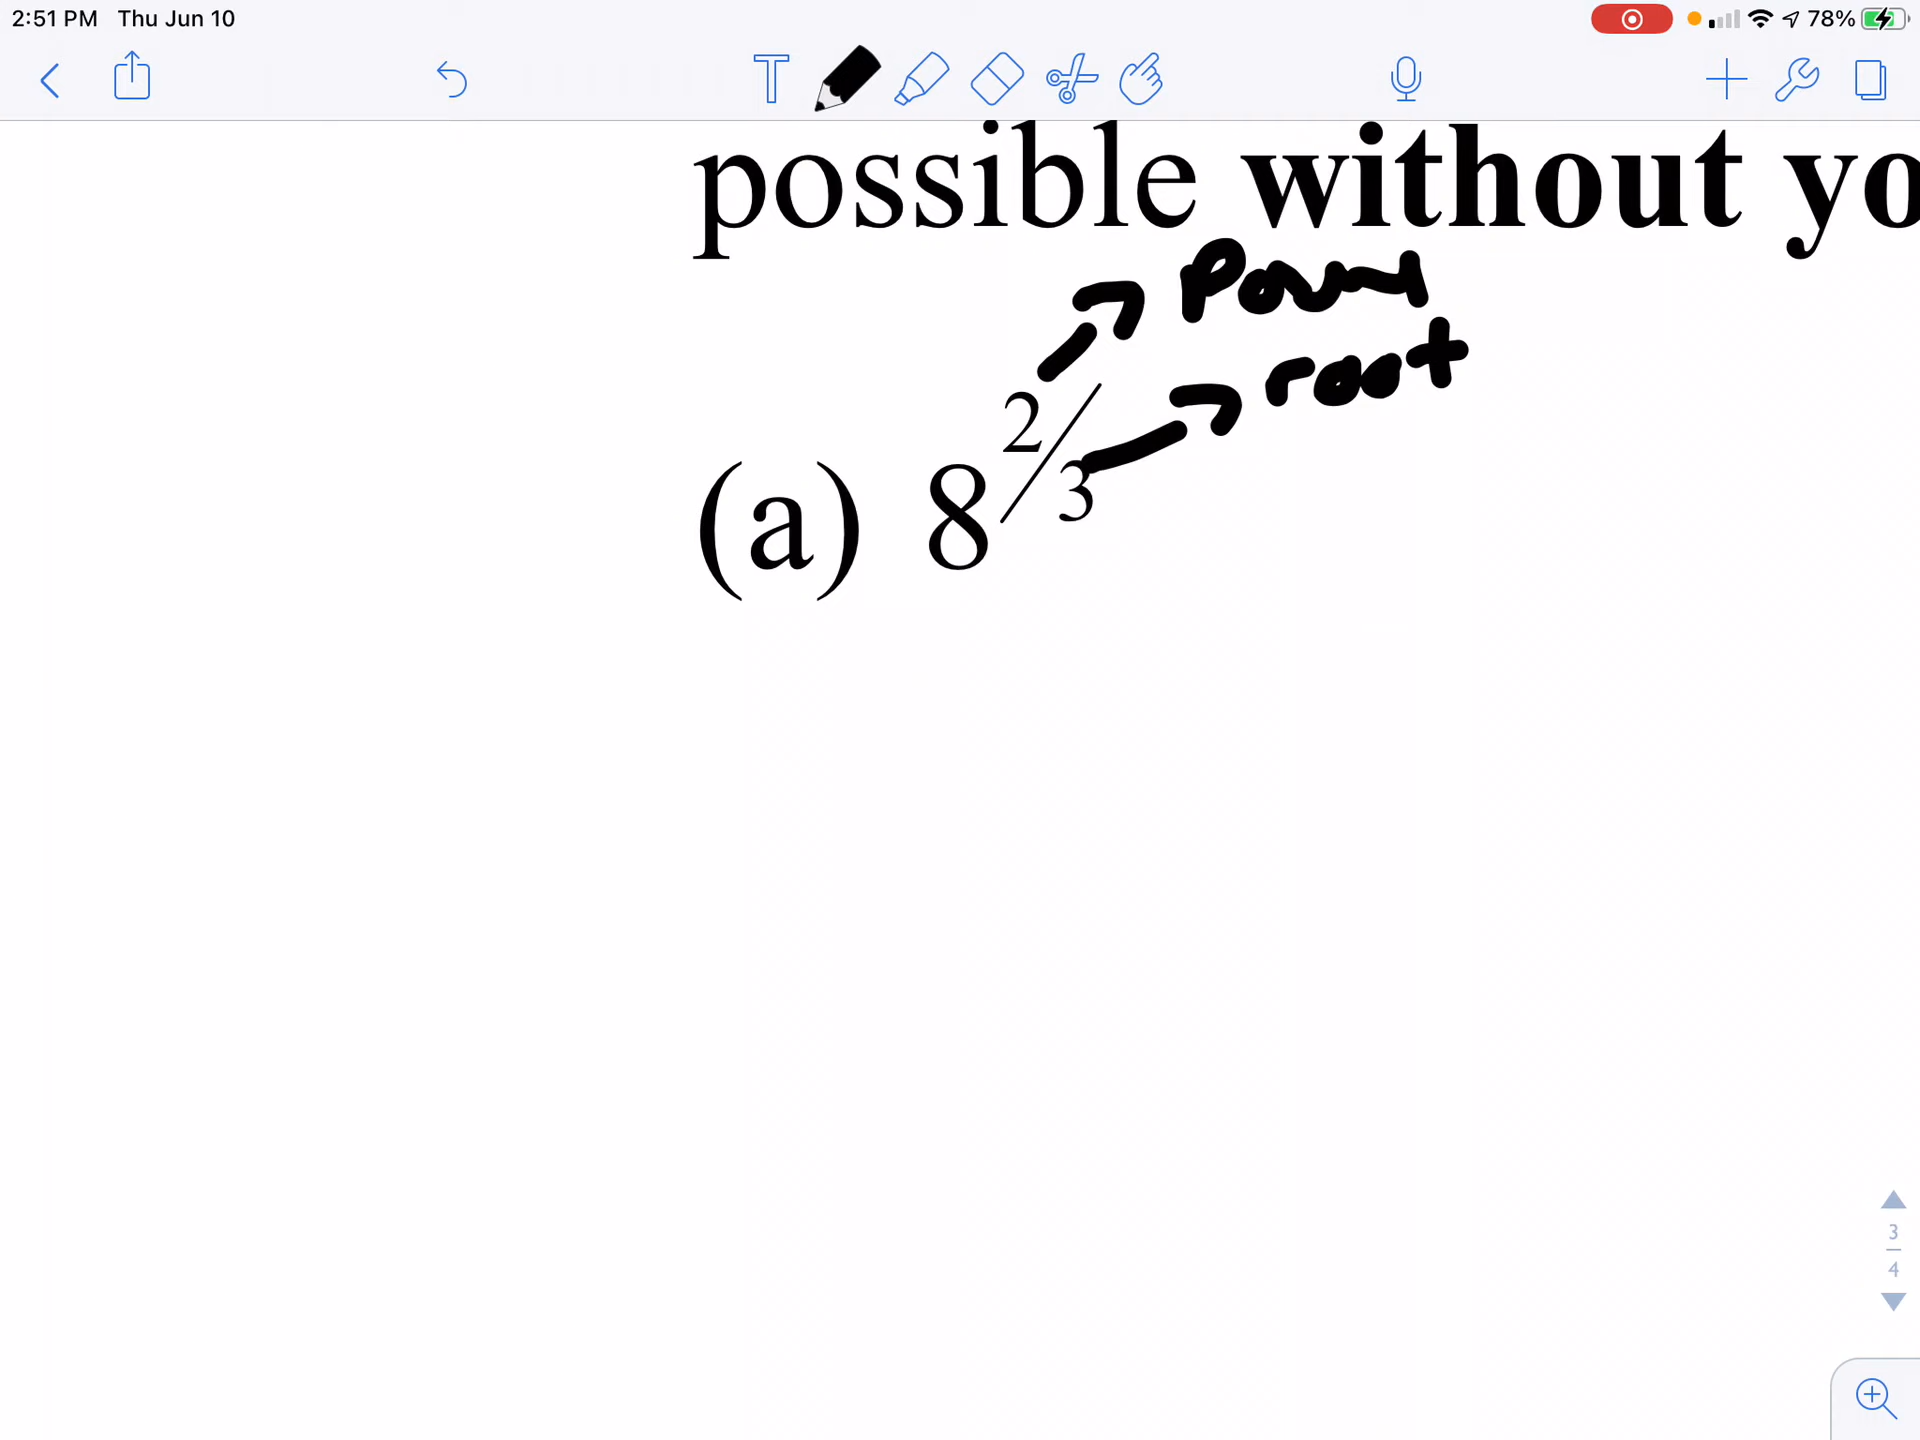 2:51 PM Thu Jun 10
78%
T
possible without yo
Power
root
(a) 8 2/3
3
4